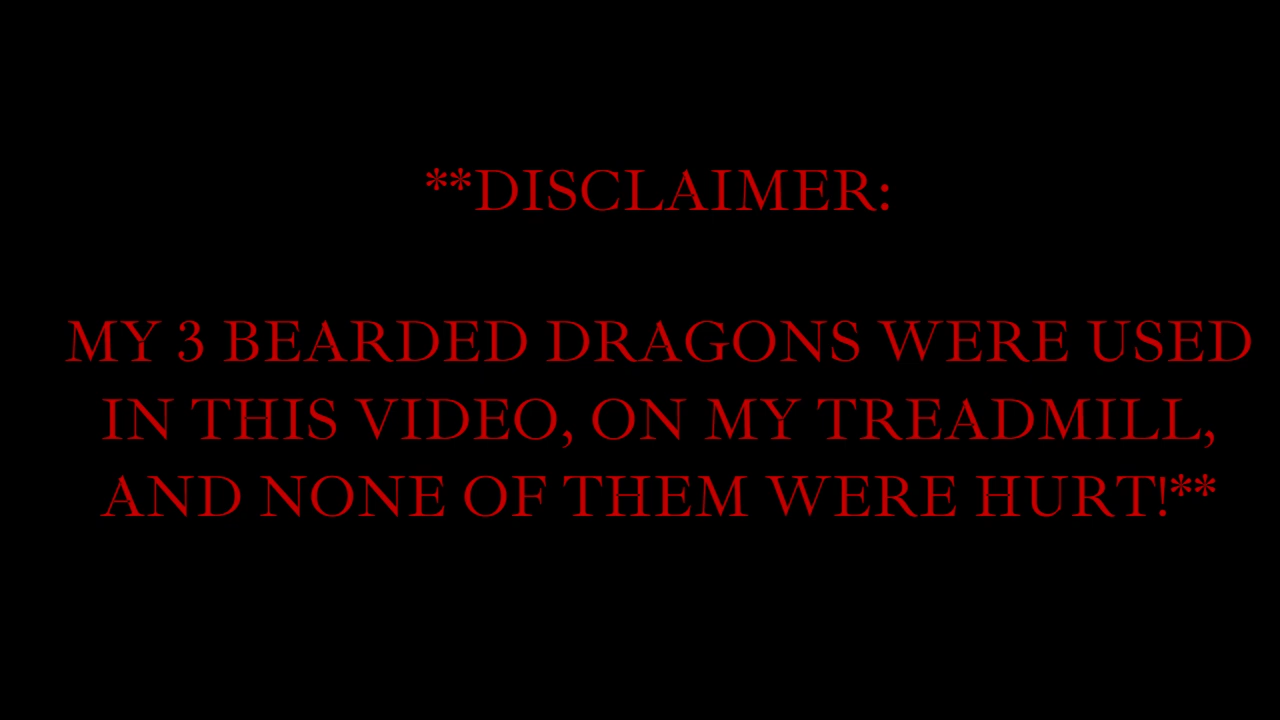 **DISCLAIMER:
MY 3 BEARDED DRAGONS WERE USED
IN THIS VIDEO, ON MY TREADMILL,
AND NONE OF THEM WERE HURT!**